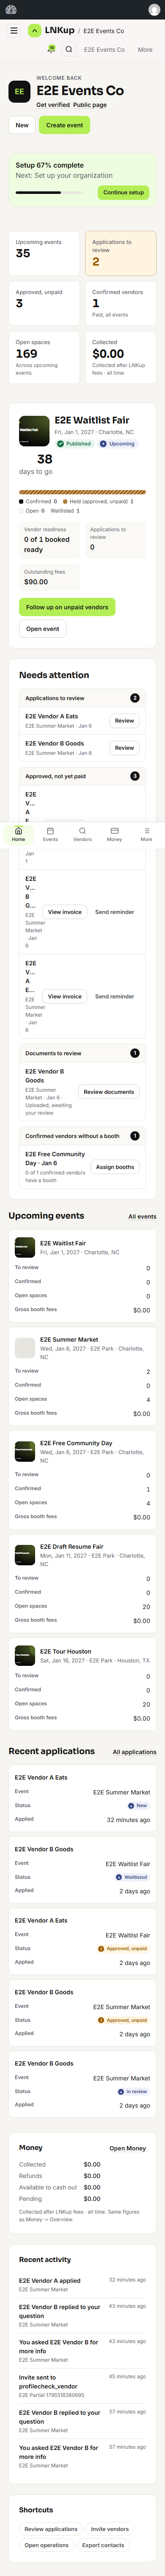 LNKup / E2E Events Co
E2E Events Co More
EE
WELCOME BACK
E2E Events Co
Get verified Public page
New
Create event
Setup 67% complete
Next: Set up your organization
Continue setup
Upcoming events
35
Applications to
review
2
Approved, unpaid
3
Confirmed vendors
1
Paid, all events
Open spaces
169
Across upcoming
events
Collected
$0.00
Collected after LNKup
fees · all time
E2E Waitlist Fair
Fri, Jan 1, 2027 · Charlotte, NC
Published
Upcoming
38
days to go
Confirmed 0
Held (approved, unpaid) 1
Open 0
Waitlisted 1
Vendor readiness
0 of 1 booked
ready
Applications to
review
0
Outstanding fees
$90.00
Follow up on unpaid vendors
Open event
Needs attention
Applications to review 2
E2E Vendor A Eats
E2E Summer Market · Jan 6
Review
E2E Vendor B Goods
E2E Summer Market · Jan 6
Review
Approved, not yet paid 3
E2E
V...
A
E
Home
Events
Vendors
Money
More
Jan
1
E2E
V...
B
G...
E2E
Summer
Market
· Jan
6
View invoice
Send reminder
E2E
V...
A
E...
E2E
Summer
Market
· Jan
6
View invoice
Send reminder
Documents to review 1
E2E Vendor B
Goods
E2E Summer
Market · Jan 6 ·
Uploaded, awaiting
your review
Review documents
Confirmed vendors without a booth 1
E2E Free Community
Day · Jan 6
0 of 1 confirmed vendors
have a booth
Assign booths
Upcoming events
All events
E2E Waitlist Fair
Fri, Jan 1, 2027 · Charlotte, NC
To review 0
Confirmed 0
Open spaces 0
Gross booth fees $0.00
E2E Summer Market
Wed, Jan 6, 2027 · E2E Park · Charlotte,
NC
To review 2
Confirmed 0
Open spaces 4
Gross booth fees $0.00
E2E Free Community Day
Wed, Jan 6, 2027 · E2E Park · Charlotte,
NC
To review 0
Confirmed 1
Open spaces 4
Gross booth fees $0.00
E2E Draft Resume Fair
Mon, Jan 11, 2027 · E2E Park · Charlotte,
NC
To review 0
Confirmed 0
Open spaces 20
Gross booth fees $0.00
E2E Tour Houston
Sat, Jan 16, 2027 · E2E Park · Houston, TX
To review 0
Confirmed 0
Open spaces 20
Gross booth fees $0.00
Recent applications
All applications
E2E Vendor A Eats
Event E2E Summer Market
Status New
Applied 32 minutes ago
E2E Vendor B Goods
Event E2E Waitlist Fair
Status Waitlisted
Applied 2 days ago
E2E Vendor A Eats
Event E2E Waitlist Fair
Status Approved, unpaid
Applied 2 days ago
E2E Vendor B Goods
Event E2E Summer Market
Status Approved, unpaid
Applied 2 days ago
E2E Vendor B Goods
Event E2E Summer Market
Status In review
Applied 2 days ago
Money
Open Money
Collected $0.00
Refunds $0.00
Available to cash out $0.00
Pending $0.00
Collected after LNKup fees · all time. Same figures
as Money → Overview.
Recent activity
E2E Vendor A applied
E2E Summer Market
32 minutes ago
E2E Vendor B replied to your
question
E2E Summer Market
43 minutes ago
You asked E2E Vendor B for
more info
E2E Summer Market
43 minutes ago
Invite sent to
profilecheck_vendor
E2E Partial 1795518380995
45 minutes ago
E2E Vendor B replied to your
question
E2E Summer Market
57 minutes ago
You asked E2E Vendor B for
more info
E2E Summer Market
57 minutes ago
Shortcuts
Review applications
Invite vendors
Open operations
Export contacts